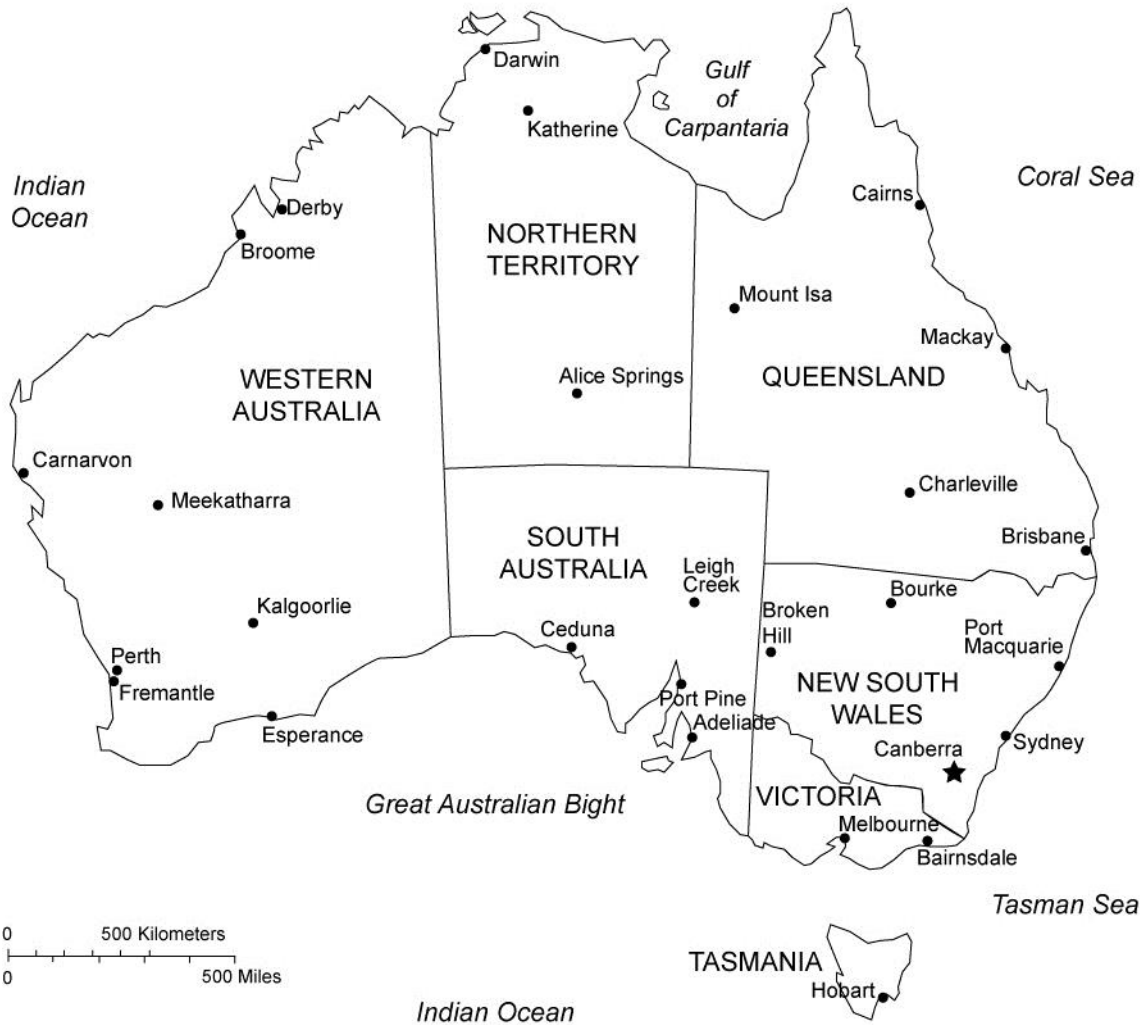 Darwin
Gulf
of
Carpantaria
Katherine
Indian
Ocean
Coral Sea
Cairns
Derby
Broome
NORTHERN
TERRITORY
Mount Isa
Mackay
WESTERN
AUSTRALIA
Alice Springs
QUEENSLAND
Carnarvon
Meekatharra
Charleville
SOUTH
AUSTRALIA
Brisbane
Leigh
Creek
Bourke
Kalgoorlie
Broken
Hill
Ceduna
Port
Macquarie
Perth
Fremantle
Port Pine
NEW SOUTH
WALES
Adeliade
Esperance
Canberra
Sydney
Great Australian Bight
VICTORIA
Melbourne
Bairnsdale
Tasman Sea
0 500 Kilometers
0 500 Miles
TASMANIA
Hobart
Indian Ocean